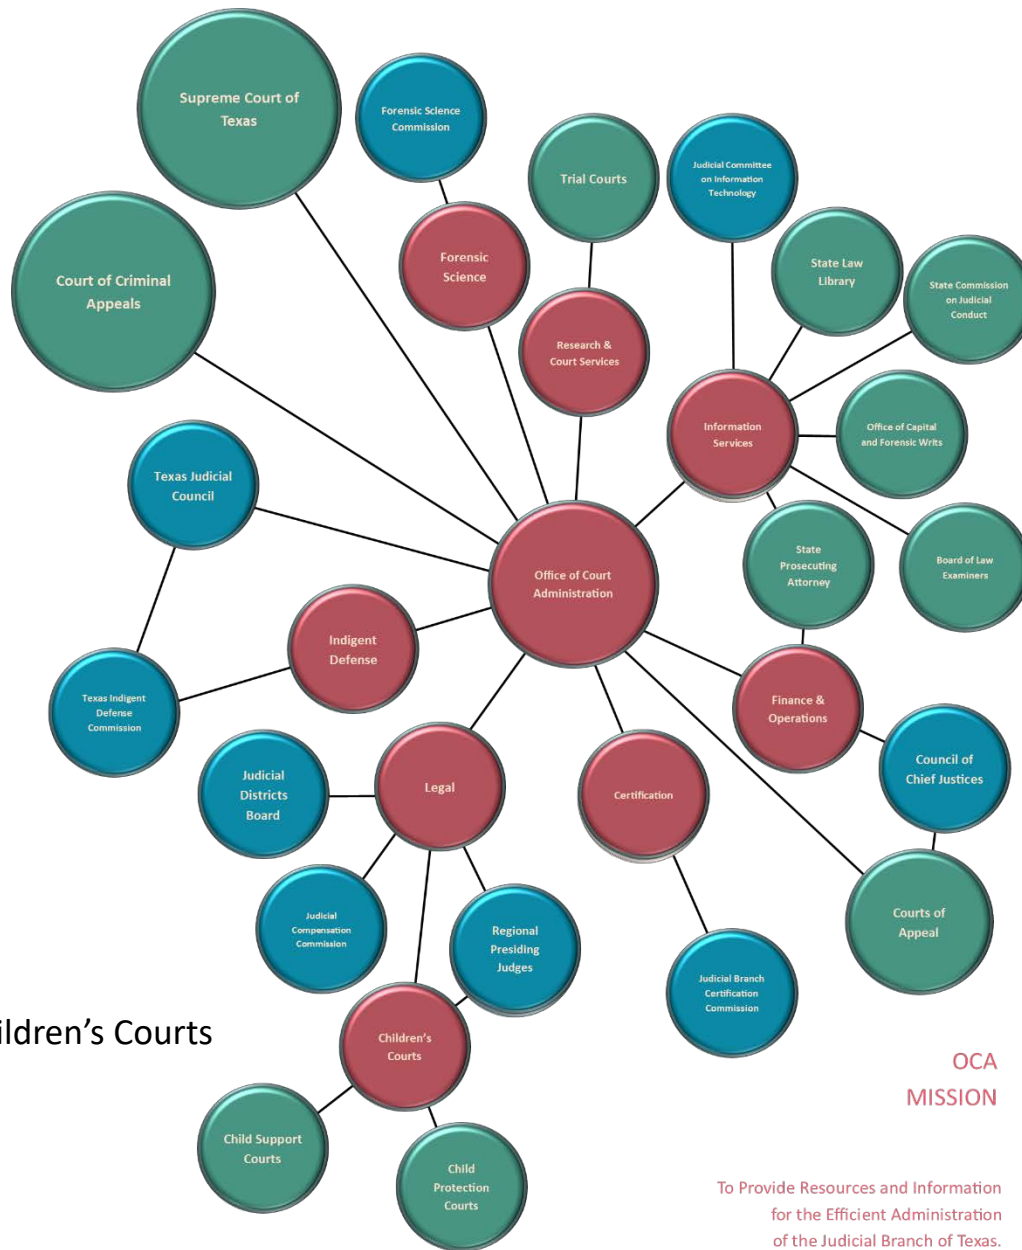 Supreme Court of
Texas
Forensic Science
Commission
Trial Courts
Judicial Committee
on Information
Technology
Court of Criminal
Appeals
Forensic
Science
State Law
Library
State Commission
on Judicial
Conduct
Research &
Court Services
Information
Services
Office of Capital
and Forensic Writs
Texas Judicial
Council
State
Prosecuting
Attorney
Board of Law
Examiners
Office of Court
Administration
Indigent
Defense
Texas Indigent
Defense
Commission
Finance &
Operations
Judicial
Districts
Board
Legal
Certification
Council of
Chief Justices
Judicial
Compensation
Commission
Regional
Presiding
Judges
Courts of
Appeal
Judicial Branch
Certification
Commission
ildren’s Courts
Children’s
Courts
OCA
MISSION
Child Support
Courts
Child
Protection
Courts
To Provide Resources and Information
for the Efficient Administration
of the Judicial Branch of Texas.